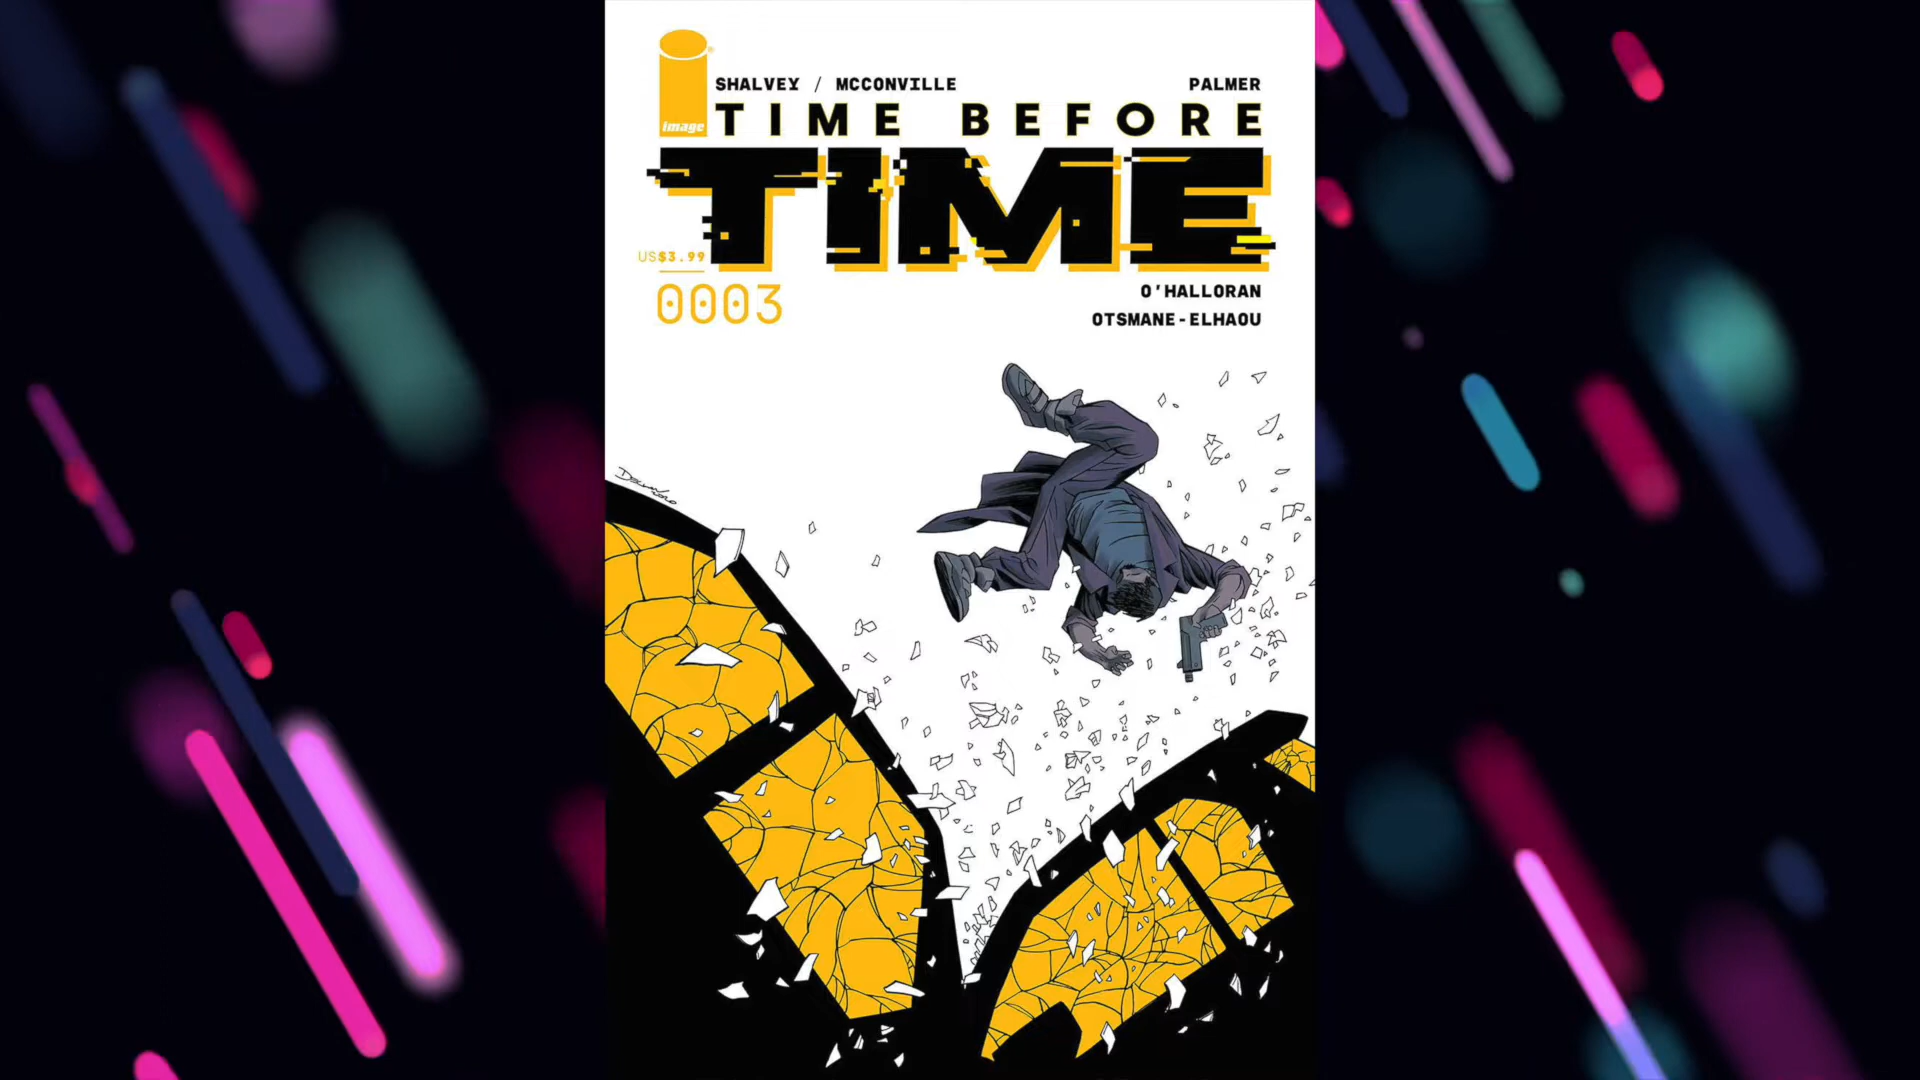 SHALVEY / MCCONVILLE PALMER
TIME BEFORE
image
TIME
US$3.99
0003
O'HALLORAN
OTSMANE-ELHAOU